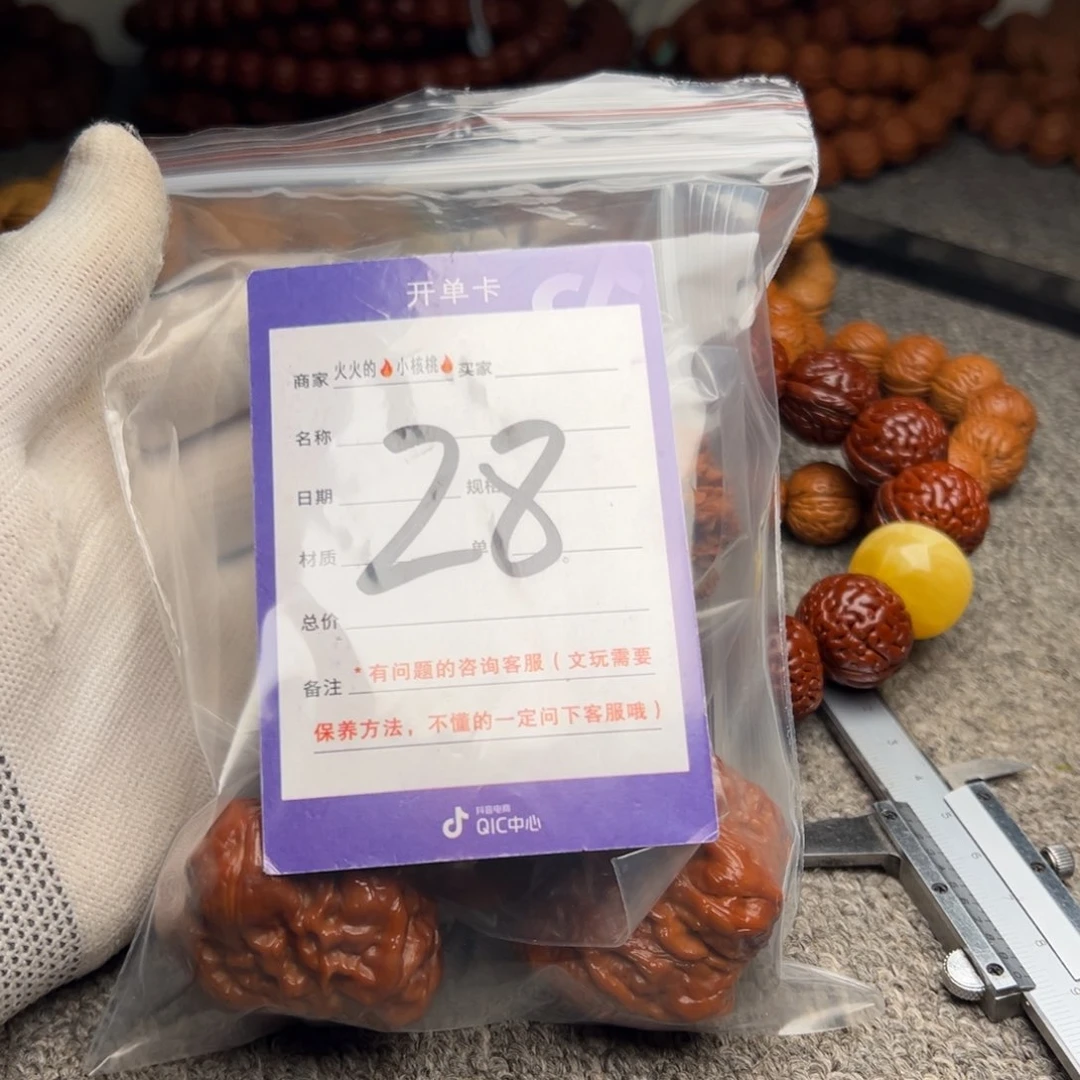 开单卡
商家 火火的🔥小核桃🔥 买家
名称
28
日期 规格
材质 单
总价
备注 *有问题的咨询客服（文玩需要
保养方法，不懂的一定问下客服哦）
抖音电商
QIC中心